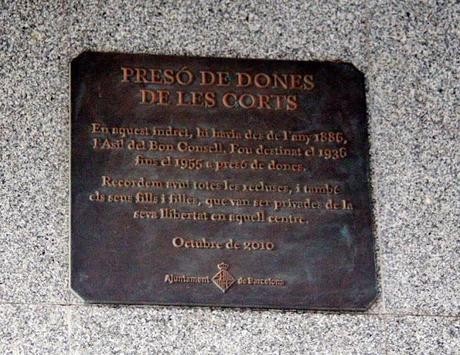 PRESÓ DE DONES
DE LES CORTS
En aquest indret, hi havia des de l'any 1886,
l'Asil del Bon Consell. Fou destinat el 1936
fins el 1955 a presó de dones.
Recordem avui totes les recluses, i també
els seus fills i filles, que van ser privades de la
seva llibertat en aquell centre.
Octubre de 2010
Ajuntament de Barcelona